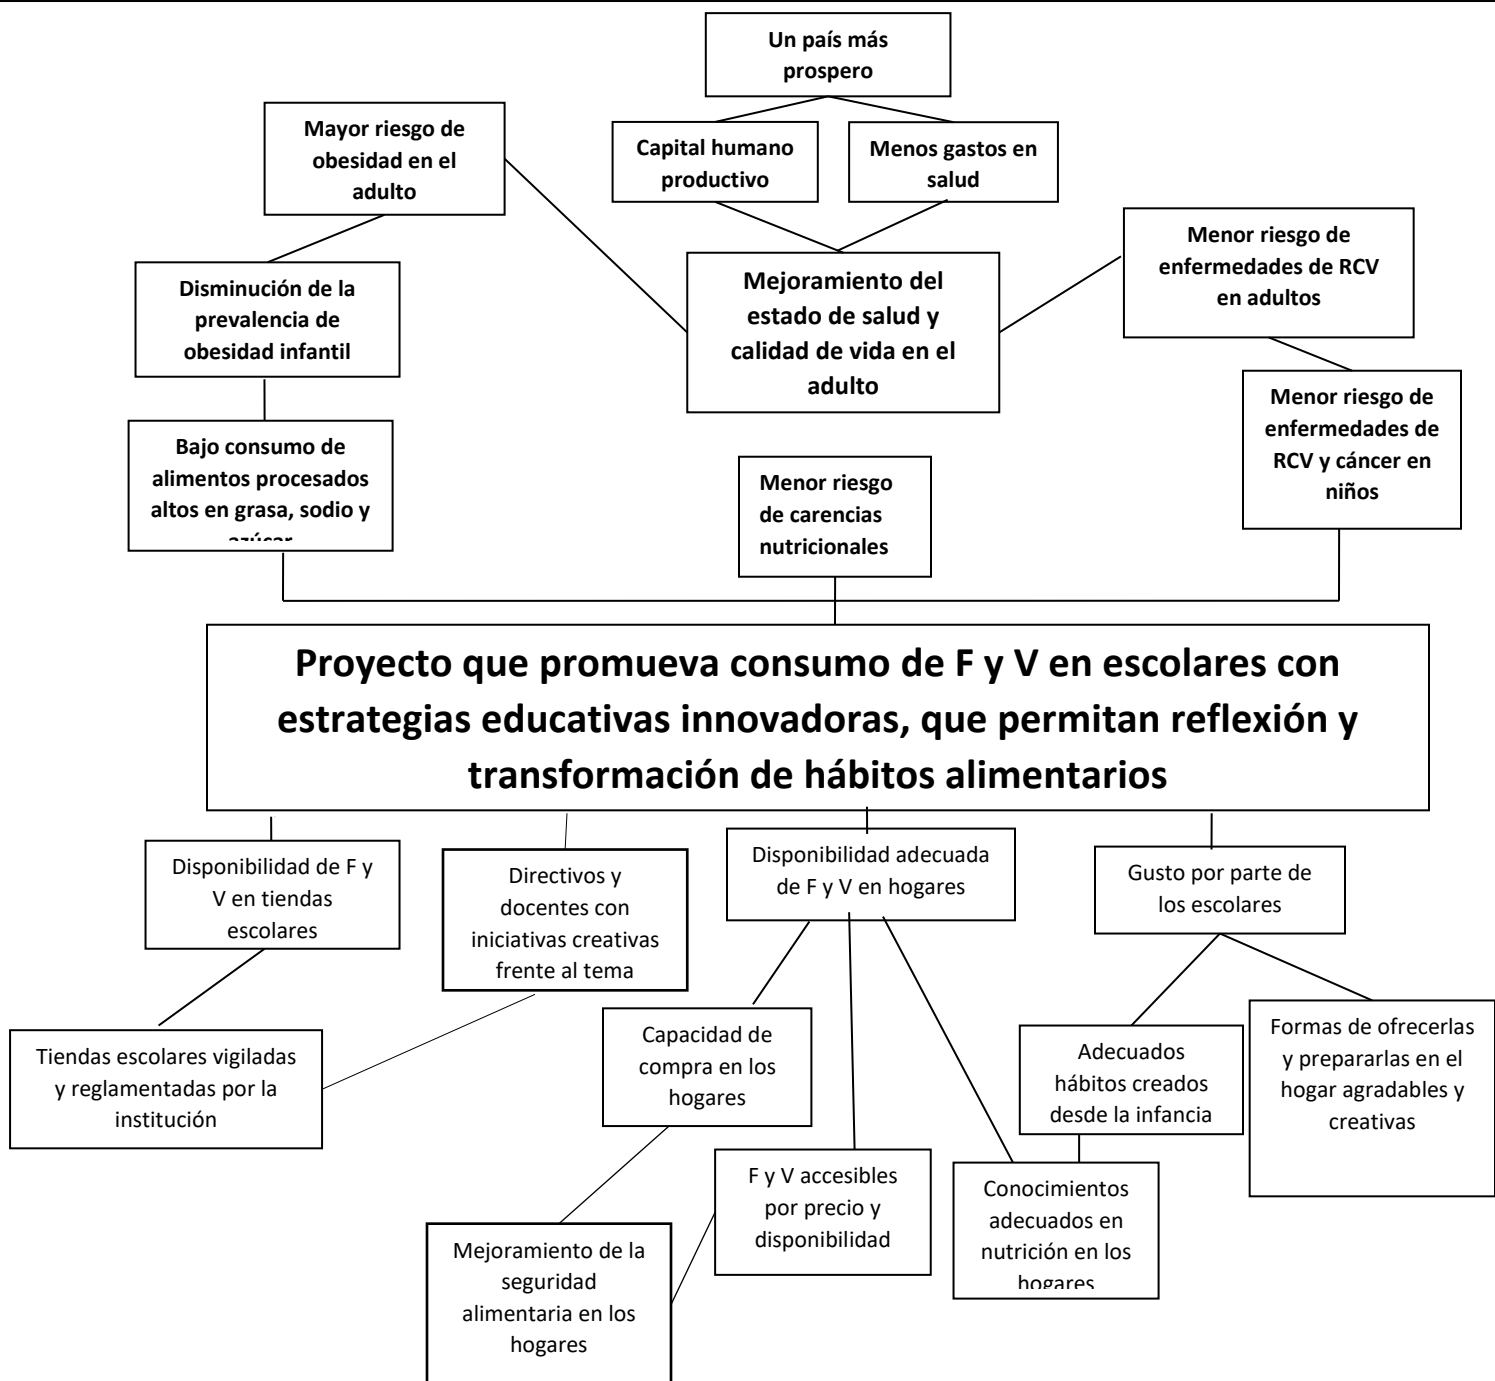 Un país más
prospero
Mayor riesgo de
obesidad en el
adulto
Capital humano
productivo
Menos gastos en
salud
Menor riesgo de
enfermedades de RCV
en adultos
Disminución de la
prevalencia de
obesidad infantil
Mejoramiento del
estado de salud y
calidad de vida en el
adulto
Menor riesgo de
enfermedades de
RCV y cáncer en
niños
Bajo consumo de
alimentos procesados
altos en grasa, sodio y
azúcar
Menor riesgo
de carencias
nutricionales
Proyecto que promueva consumo de F y V en escolares con
estrategias educativas innovadoras, que permitan reflexión y
transformación de hábitos alimentarios
Disponibilidad de F y
V en tiendas
escolares
Directivos y
docentes con
iniciativas creativas
frente al tema
Disponibilidad adecuada
de F y V en hogares
Gusto por parte de
los escolares
Tiendas escolares vigiladas
y reglamentadas por la
institución
Capacidad de
compra en los
hogares
Adecuados
hábitos creados
desde la infancia
Formas de ofrecerlas
y prepararlas en el
hogar agradables y
creativas
F y V accesibles
por precio y
disponibilidad
Conocimientos
adecuados en
nutrición en los
hogares
Mejoramiento de la
seguridad
alimentaria en los
hogares